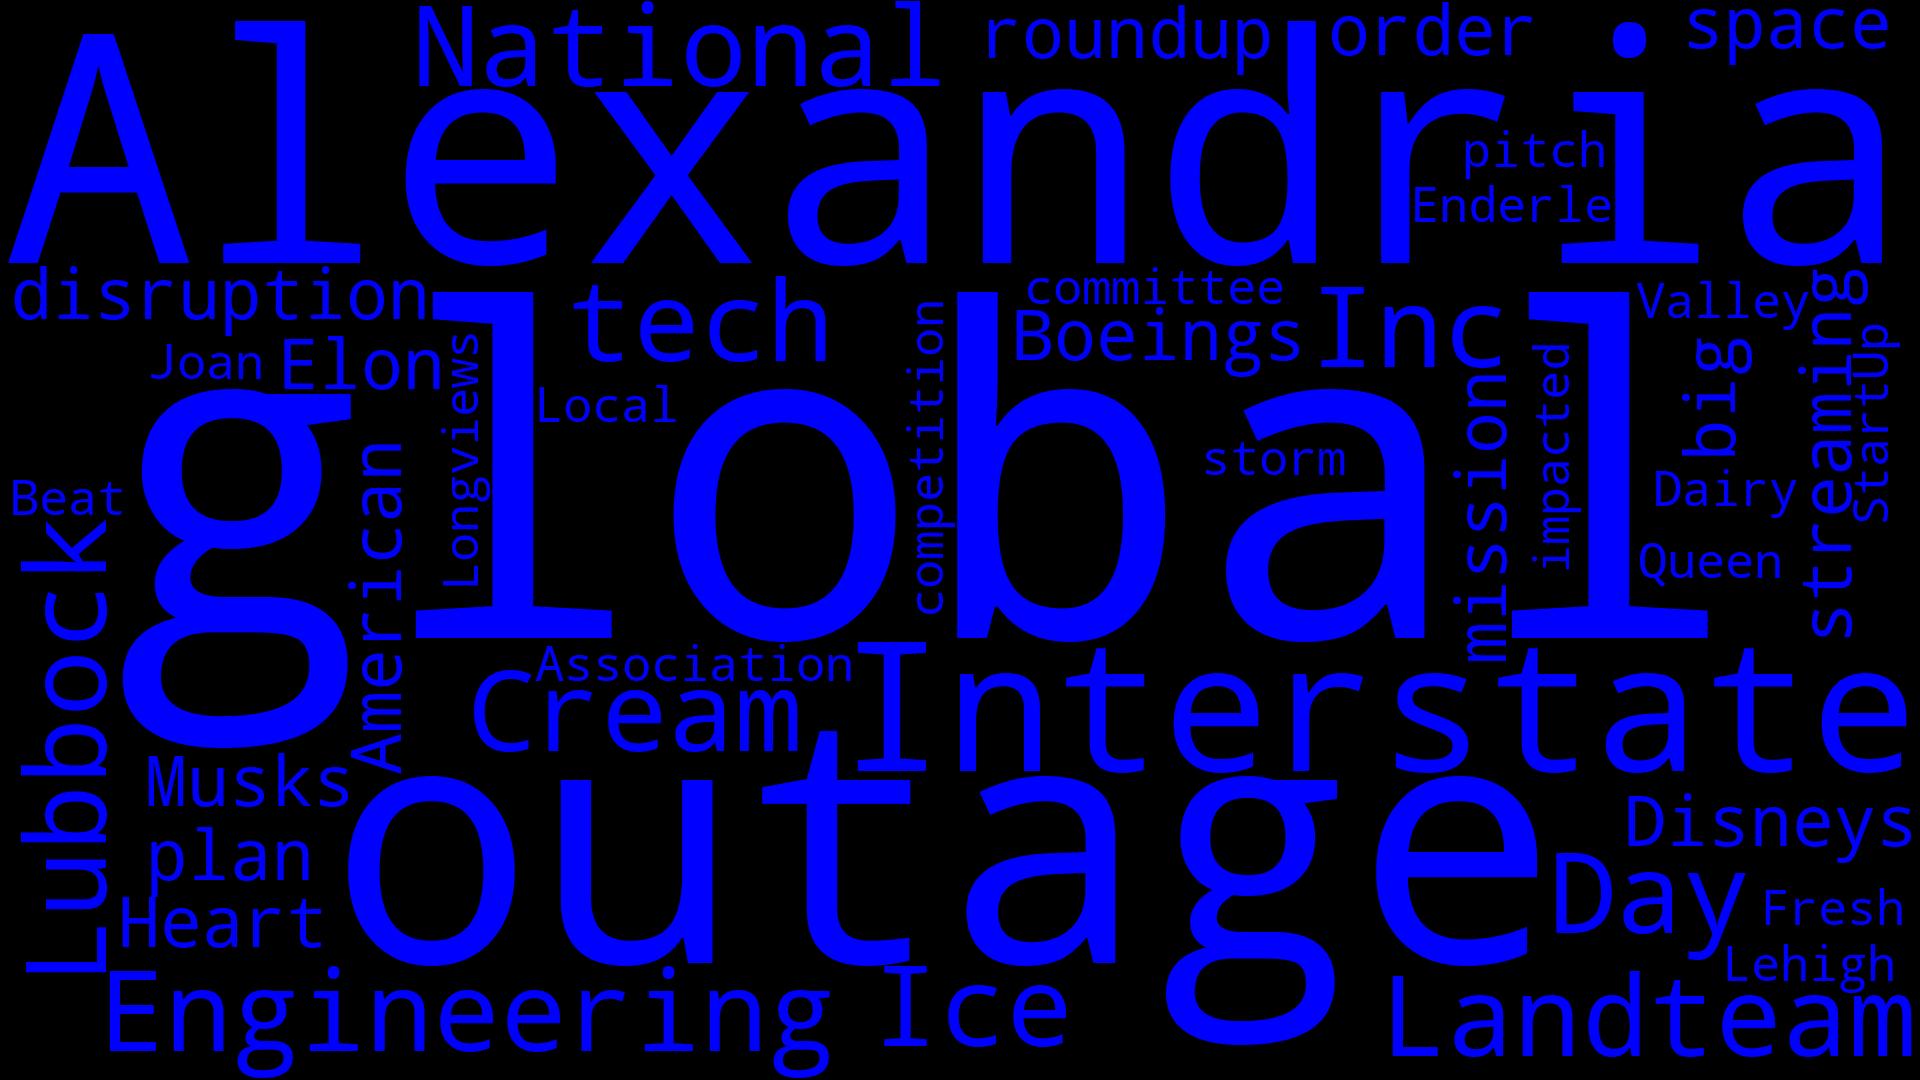 National
roundup
order
space
Alexandria
pitch
Enderle
disruption
tech
committee
Boeings
Inc
Valley
streaming
StartUp
Joan
Elon
Longviews
Local
competition
global
storm
mission
impacted
big
Dairy
Queen
Beat
Lubbock
American
Association
Cream
Interstate
Musks
plan
Heart
outage
Disneys
Day
Fresh
Lehigh
Engineering
Ice
Landteam